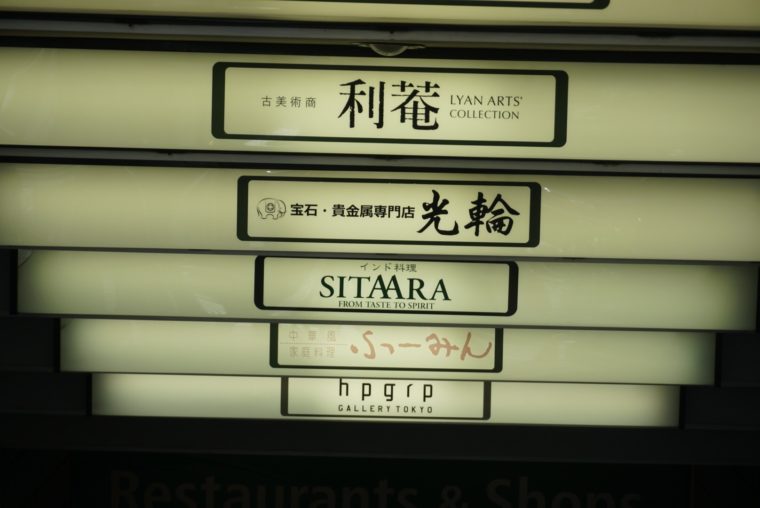 古美術商 利菴 LYAN ARTS'
COLLECTION
宝石・貴金属専門店 光輪
インド料理
SITAARA
FROM TASTE TO SPIRIT
中華風
家庭料理 ふーみん
hpgrp
GALLERY TOKYO
Restaurants & Shops